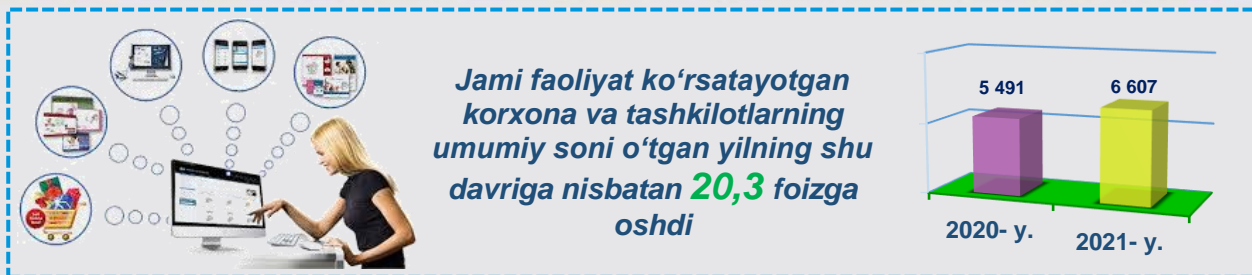 Jami faoliyat ko‘rsatayotgan
korxona va tashkilotlarning
umumiy soni o‘tgan yilning shu
davriga nisbatan 20,3 foizga
oshdi
5 491
6 607
2020- y.
2021- y.